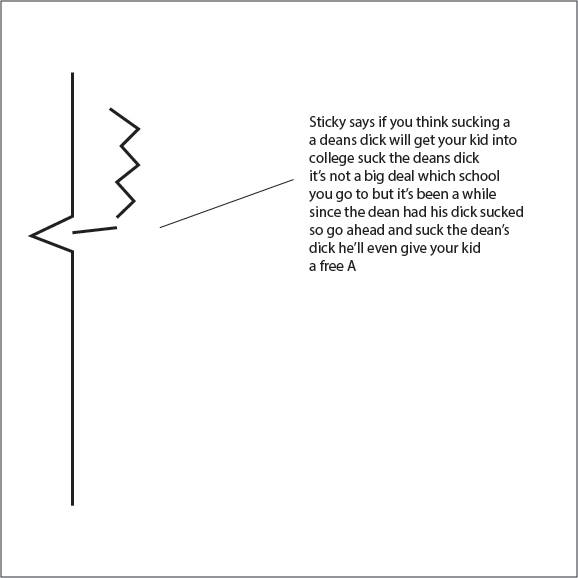 Sticky says if you think sucking a
a deans dick will get your kid into
college suck the deans dick
it's not a big deal which school
you go to but it's been a while
since the dean had his dick sucked
so go ahead and suck the dean's
dick he'll even give your kid
a free A